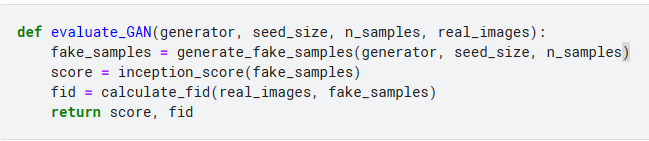 def evaluate_GAN(generator, seed_size, n_samples, real_images):
    fake_samples = generate_fake_samples(generator, seed_size, n_samples)
    score = inception_score(fake_samples)
    fid = calculate_fid(real_images, fake_samples)
    return score, fid